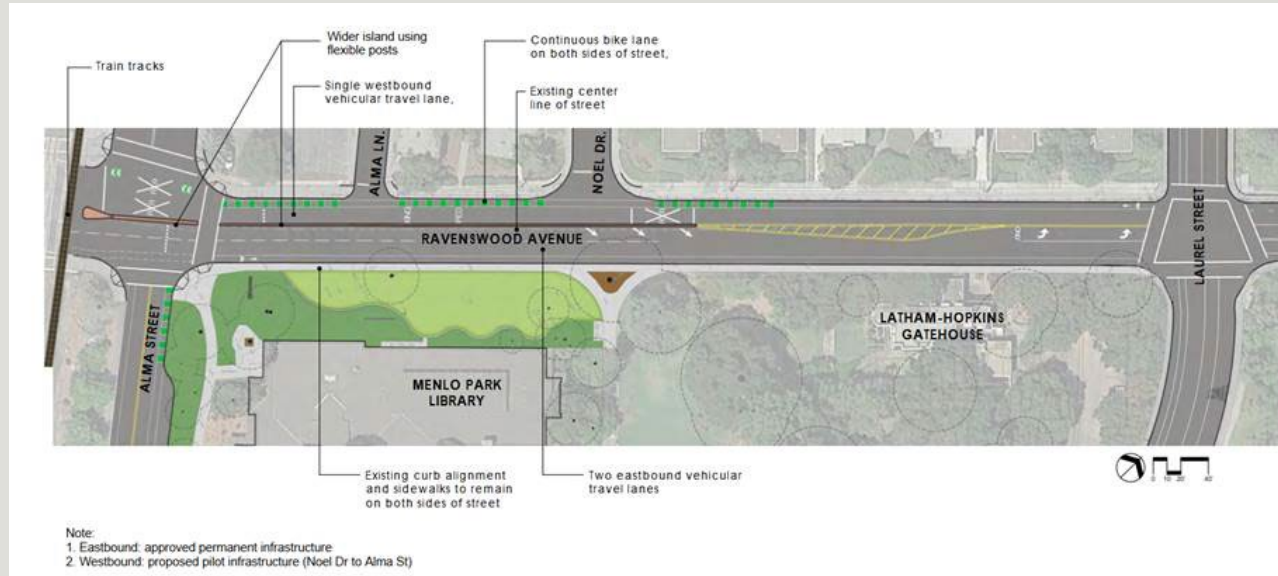 Train tracks
Wider island using
flexible posts
Single westbound
vehicular travel lane,
Continuous bike lane
on both sides of street,
Existing center
line of street
ALMA LN.
NOEL DR.
RAVENSWOOD AVENUE
LAUREL STREET
ALMA STREET
MENLO PARK
LIBRARY
LATHAM-HOPKINS
GATEHOUSE
Existing curb alignment
and sidewalks to remain
on both sides of street
Two eastbound vehicular
travel lanes
0 10 20 40
Note:
1. Eastbound: approved permanent infrastructure
2. Westbound: proposed pilot infrastructure (Noel Dr to Alma St)